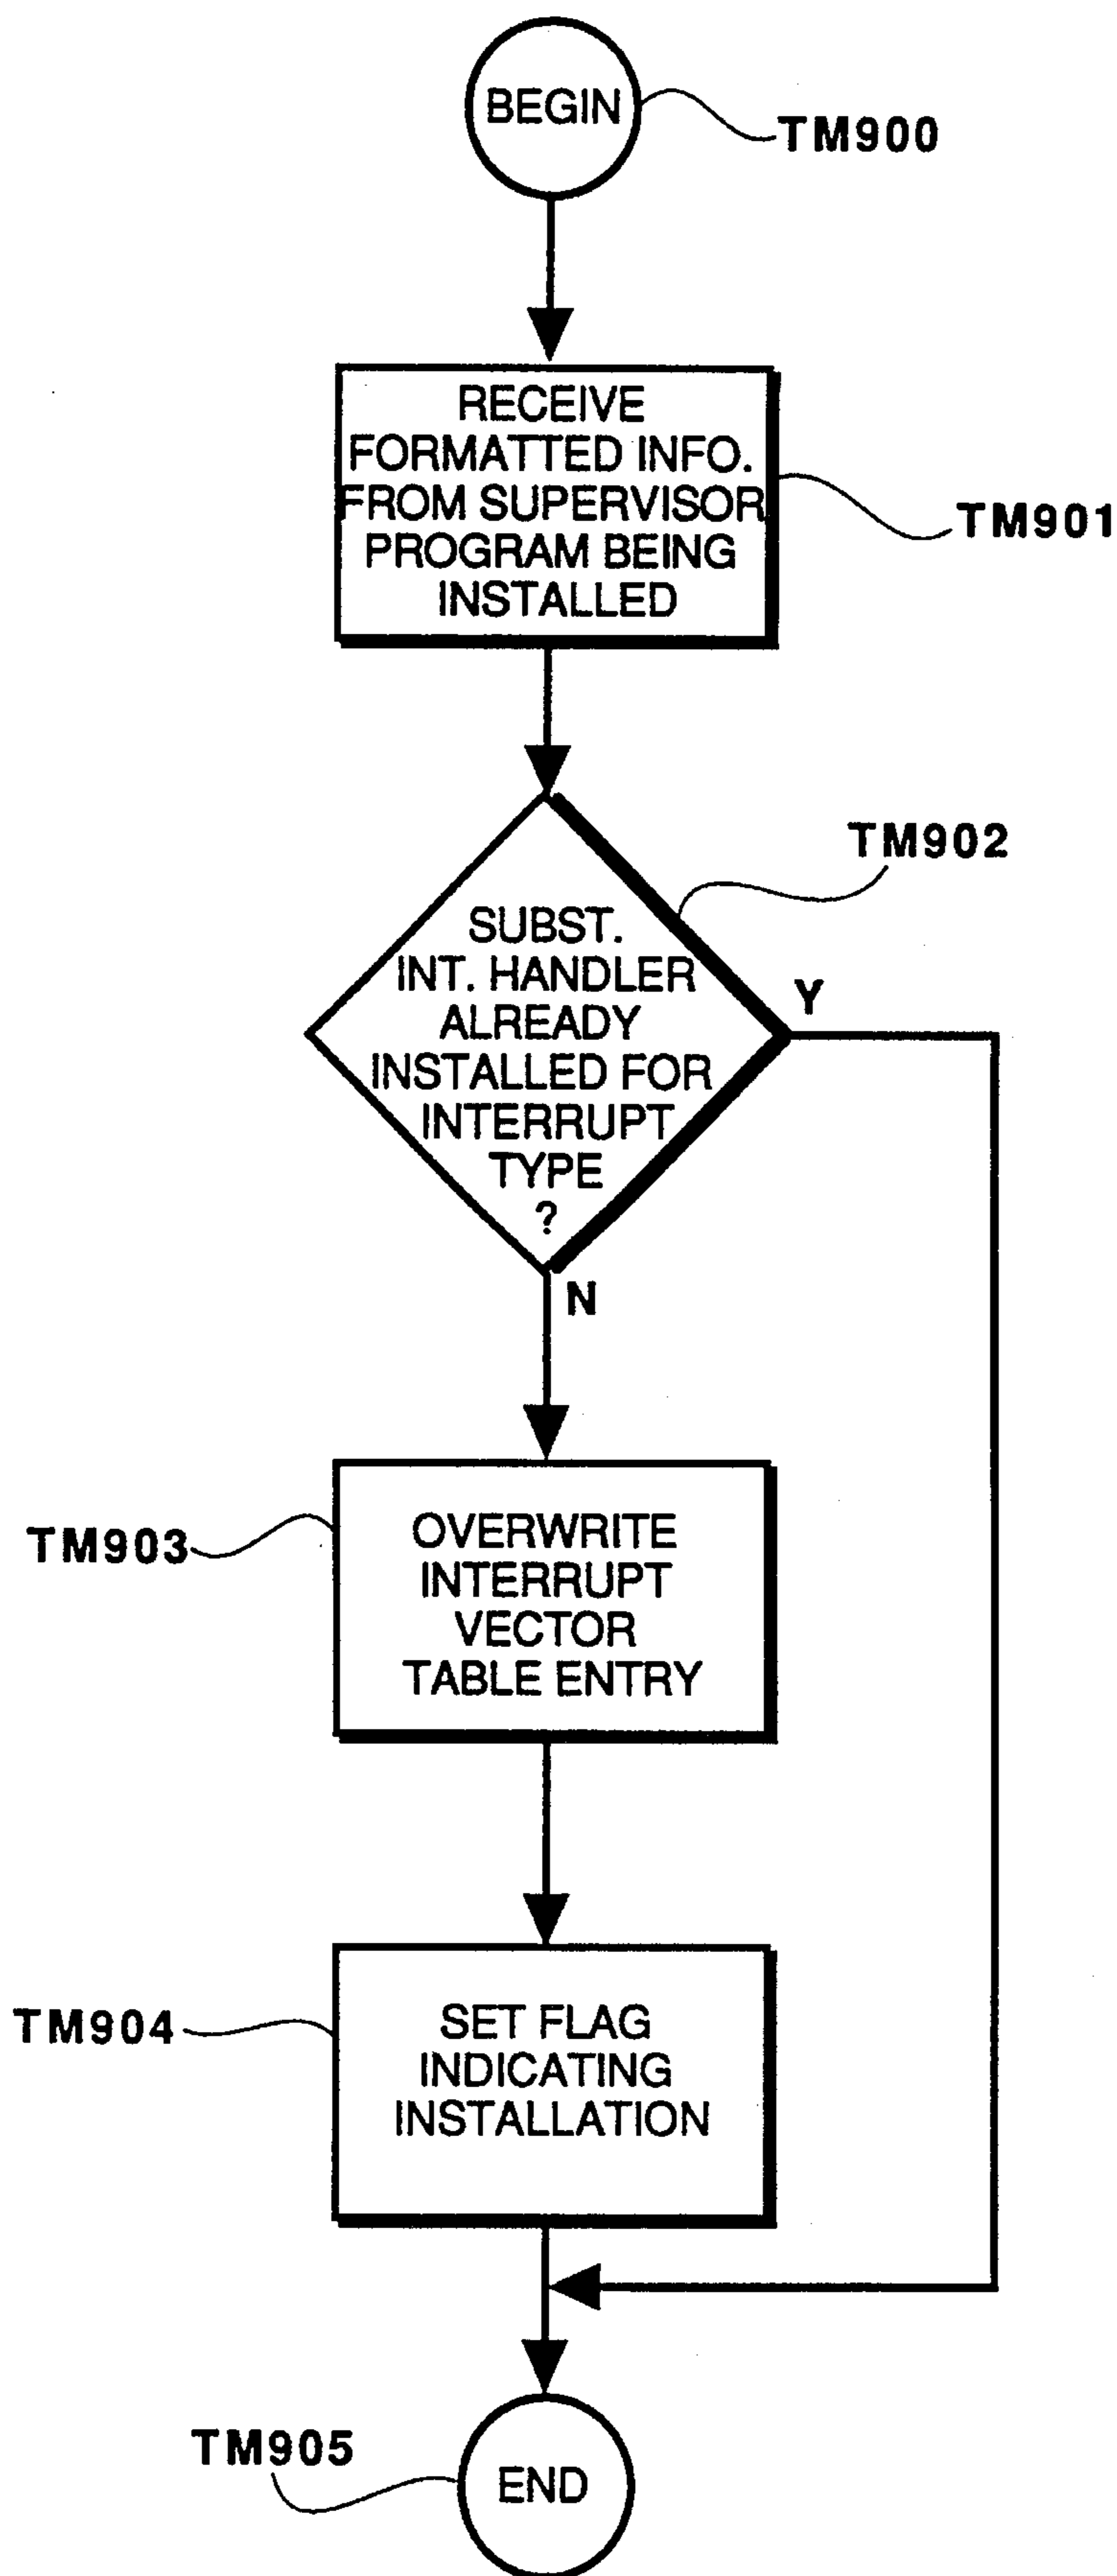 BEGIN
TM900
RECEIVE
FORMATTED INFO.
FROM SUPERVISOR
PROGRAM BEING
INSTALLED
TM901
TM902
SUBST.
INT. HANDLER
ALREADY
INSTALLED FOR
INTERRUPT
TYPE
?
Y
N
TM903
OVERWRITE
INTERRUPT
VECTOR
TABLE ENTRY
TM904
SET FLAG
INDICATING
INSTALLATION
TM905
END